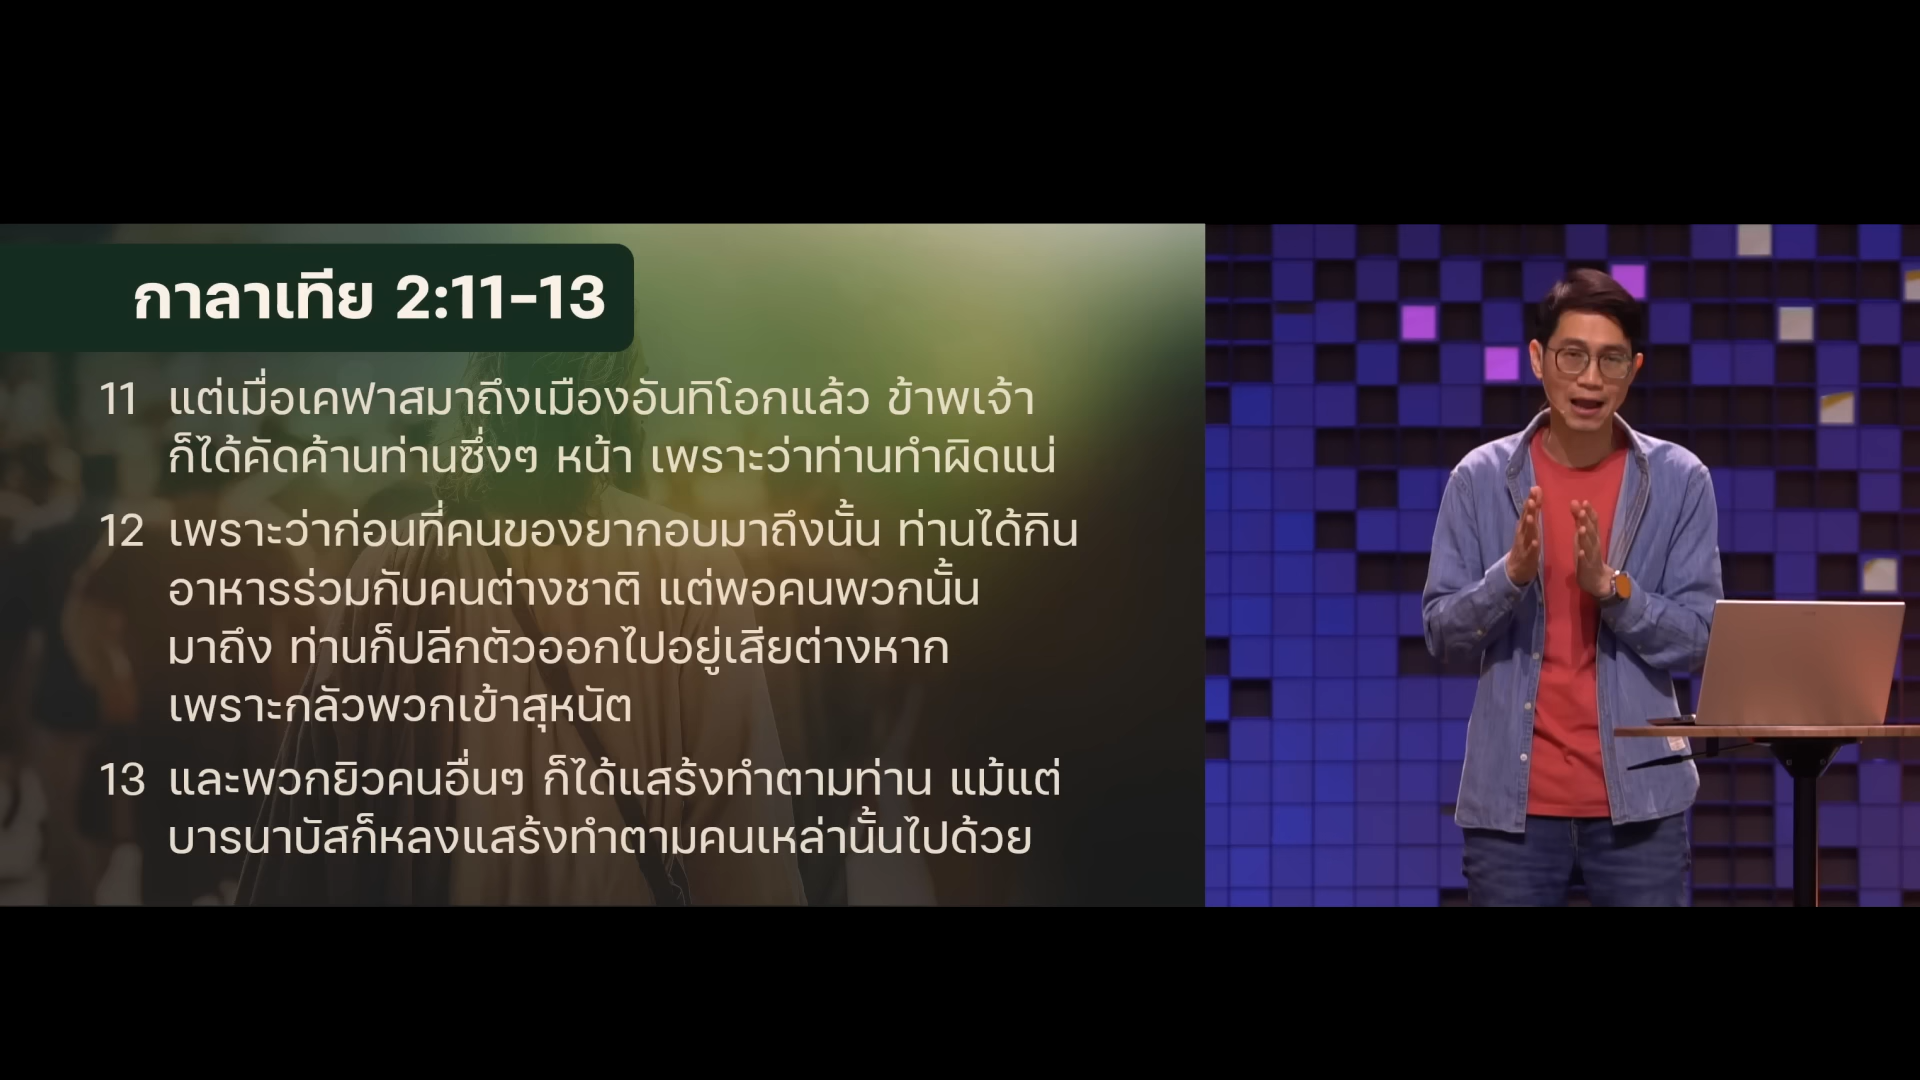 กาลาเทีย 2:11-13
11 แต่เมื่อเคฟาสมาถึงเมืองอันทิโอกแล้ว ข้าพเจ้า
ก็ได้คัดค้านท่านซึ่งๆ หน้า เพราะว่าท่านทำผิดแน่
12 เพราะว่าก่อนที่คนของยากอบมาถึงนั้น ท่านได้กิน
อาหารร่วมกับคนต่างชาติ แต่พอคนพวกนั้น
มาถึง ท่านก็ปลีกตัวออกไปอยู่เสียต่างหาก
เพราะกลัวพวกเข้าสุหนัต
13 และพวกยิวคนอื่นๆ ก็ได้แสร้งทำตามท่าน แม้แต่
บารนาบัสก็หลงแสร้งทำตามคนเหล่านั้นไปด้วย